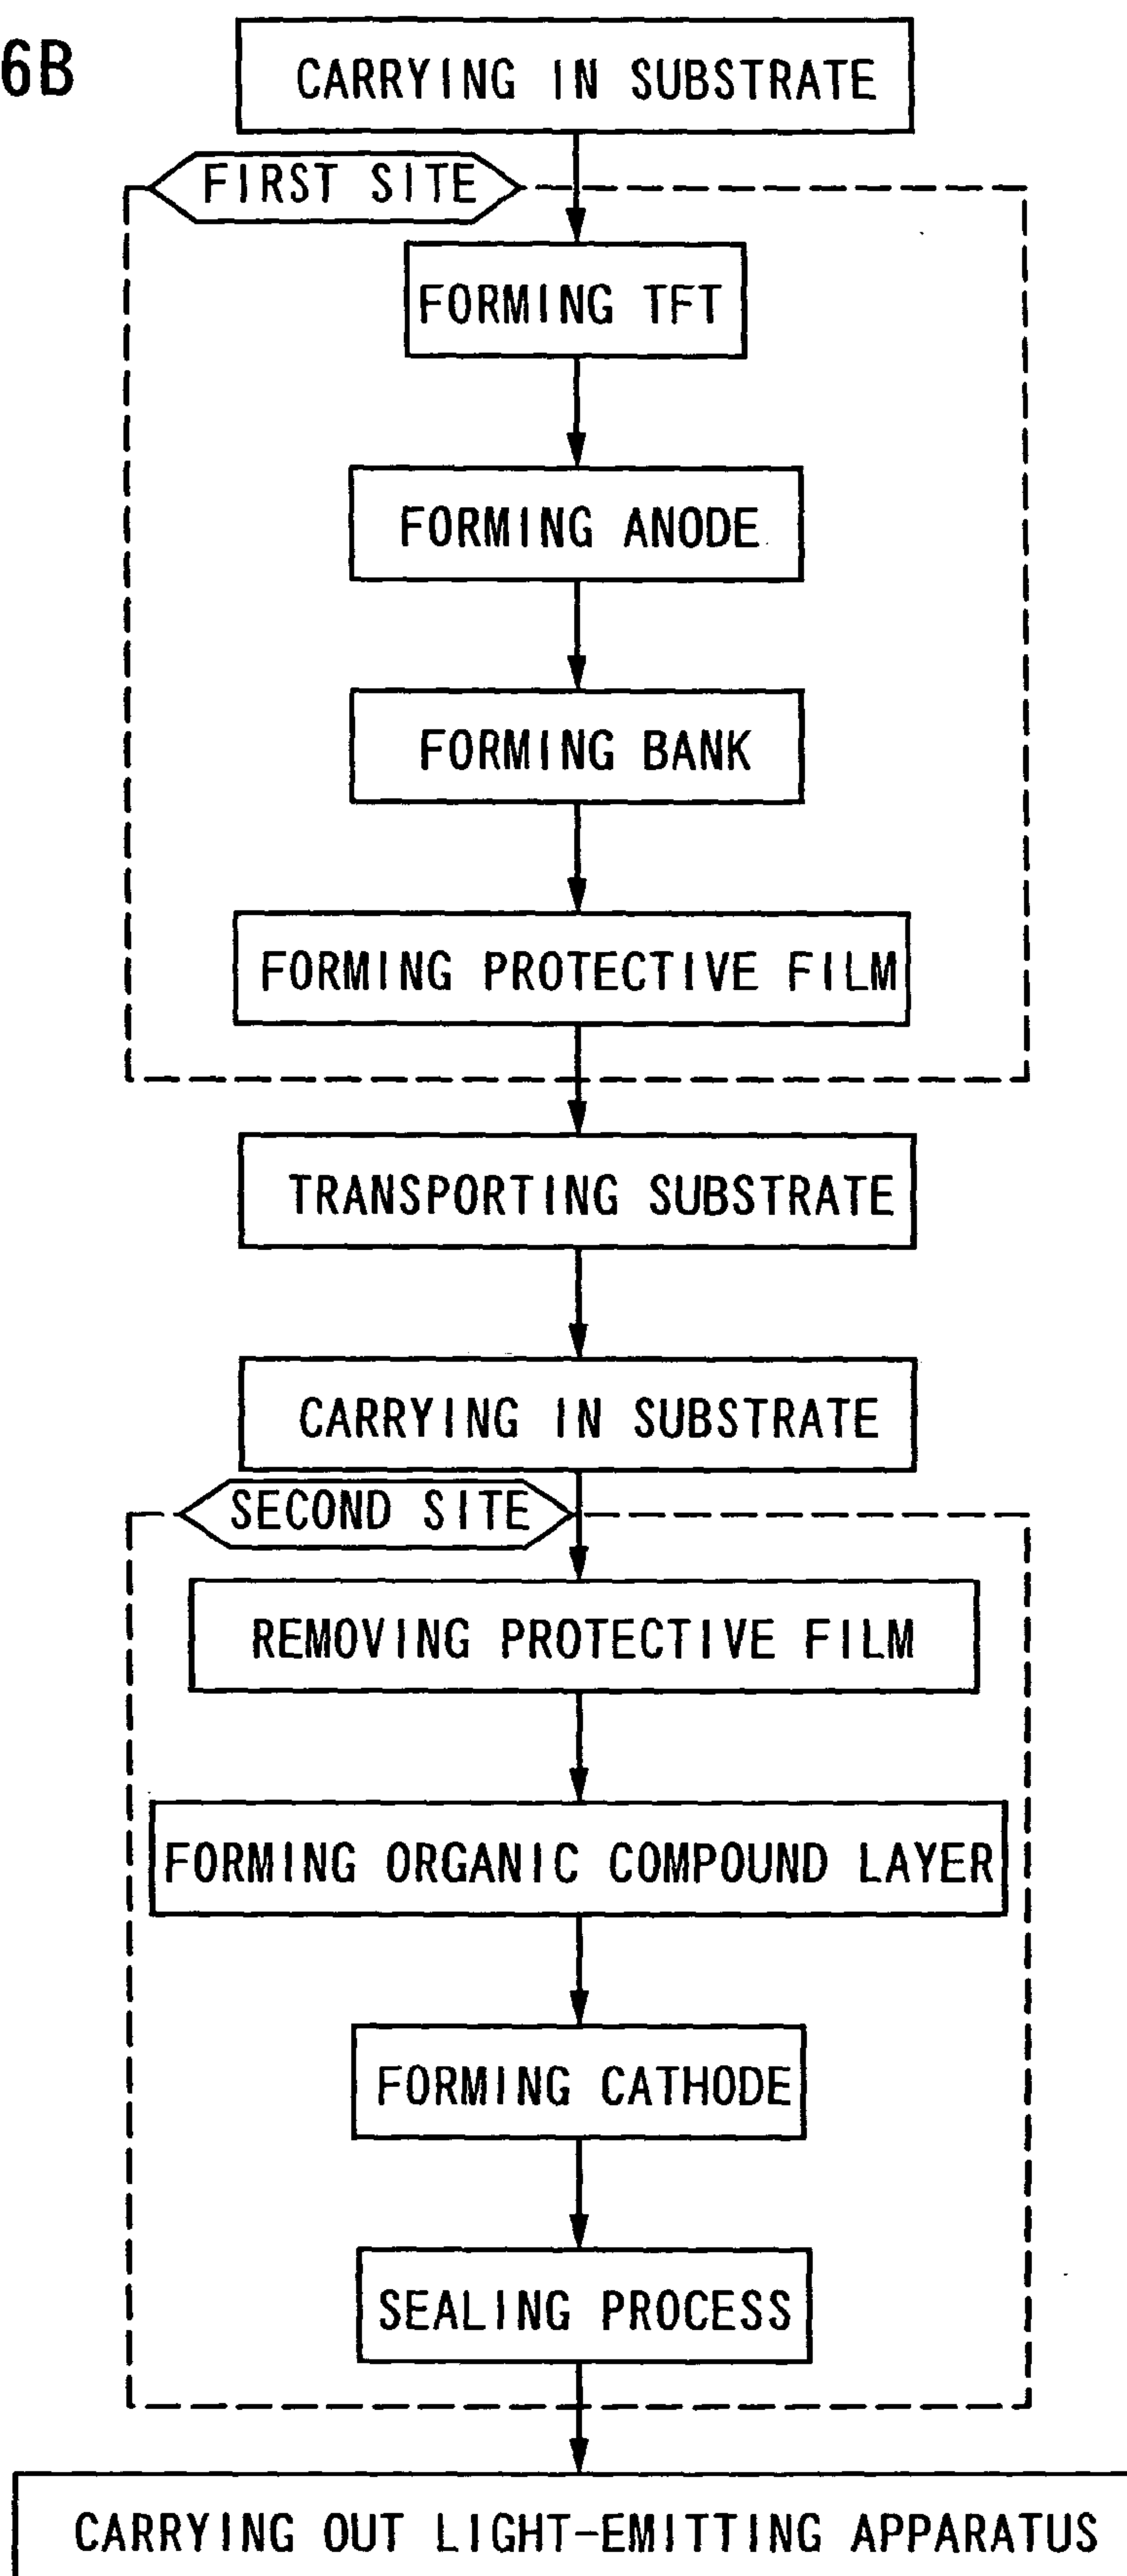 6B
CARRYING IN SUBSTRATE
FIRST SITE
FORMING TFT
FORMING ANODE
FORMING BANK
FORMING PROTECTIVE FILM
TRANSPORTING SUBSTRATE
CARRYING IN SUBSTRATE
SECOND SITE
REMOVING PROTECTIVE FILM
FORMING ORGANIC COMPOUND LAYER
FORMING CATHODE
SEALING PROCESS
CARRYING OUT LIGHT-EMITTING APPARATUS